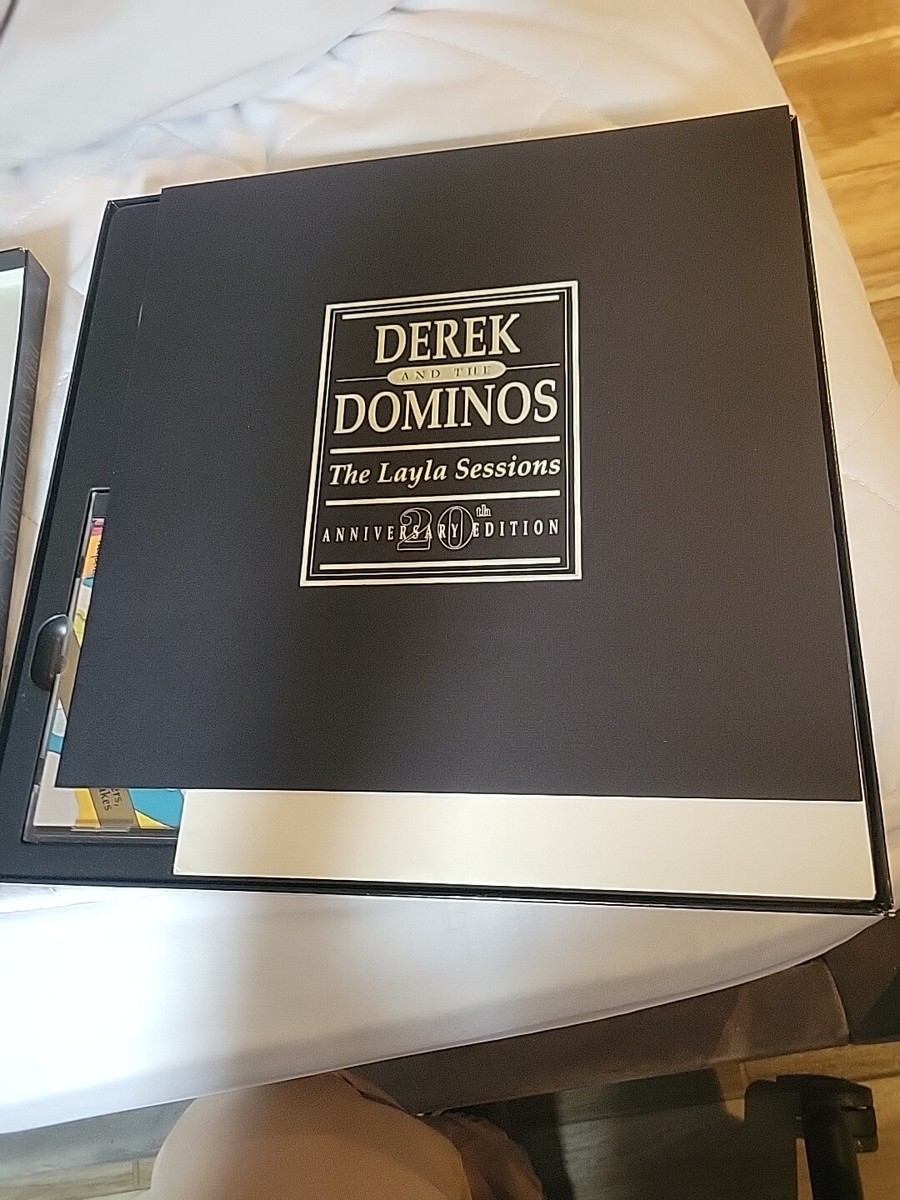 DEREK
AND THE
DOMINOS
The Layla Sessions
20th
ANNIVERSARY EDITION